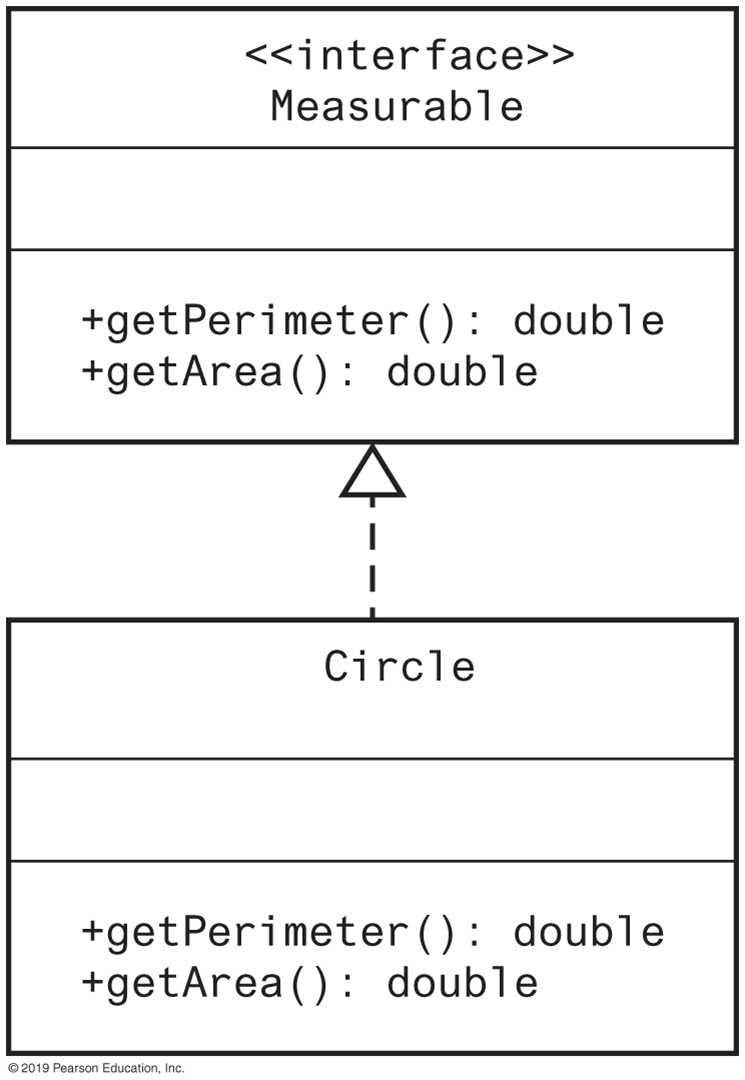 <<interface>>
Measurable
+getPerimeter(): double
+getArea(): double
Circle
+getPerimeter(): double
+getArea(): double
© 2019 Pearson Education, Inc.